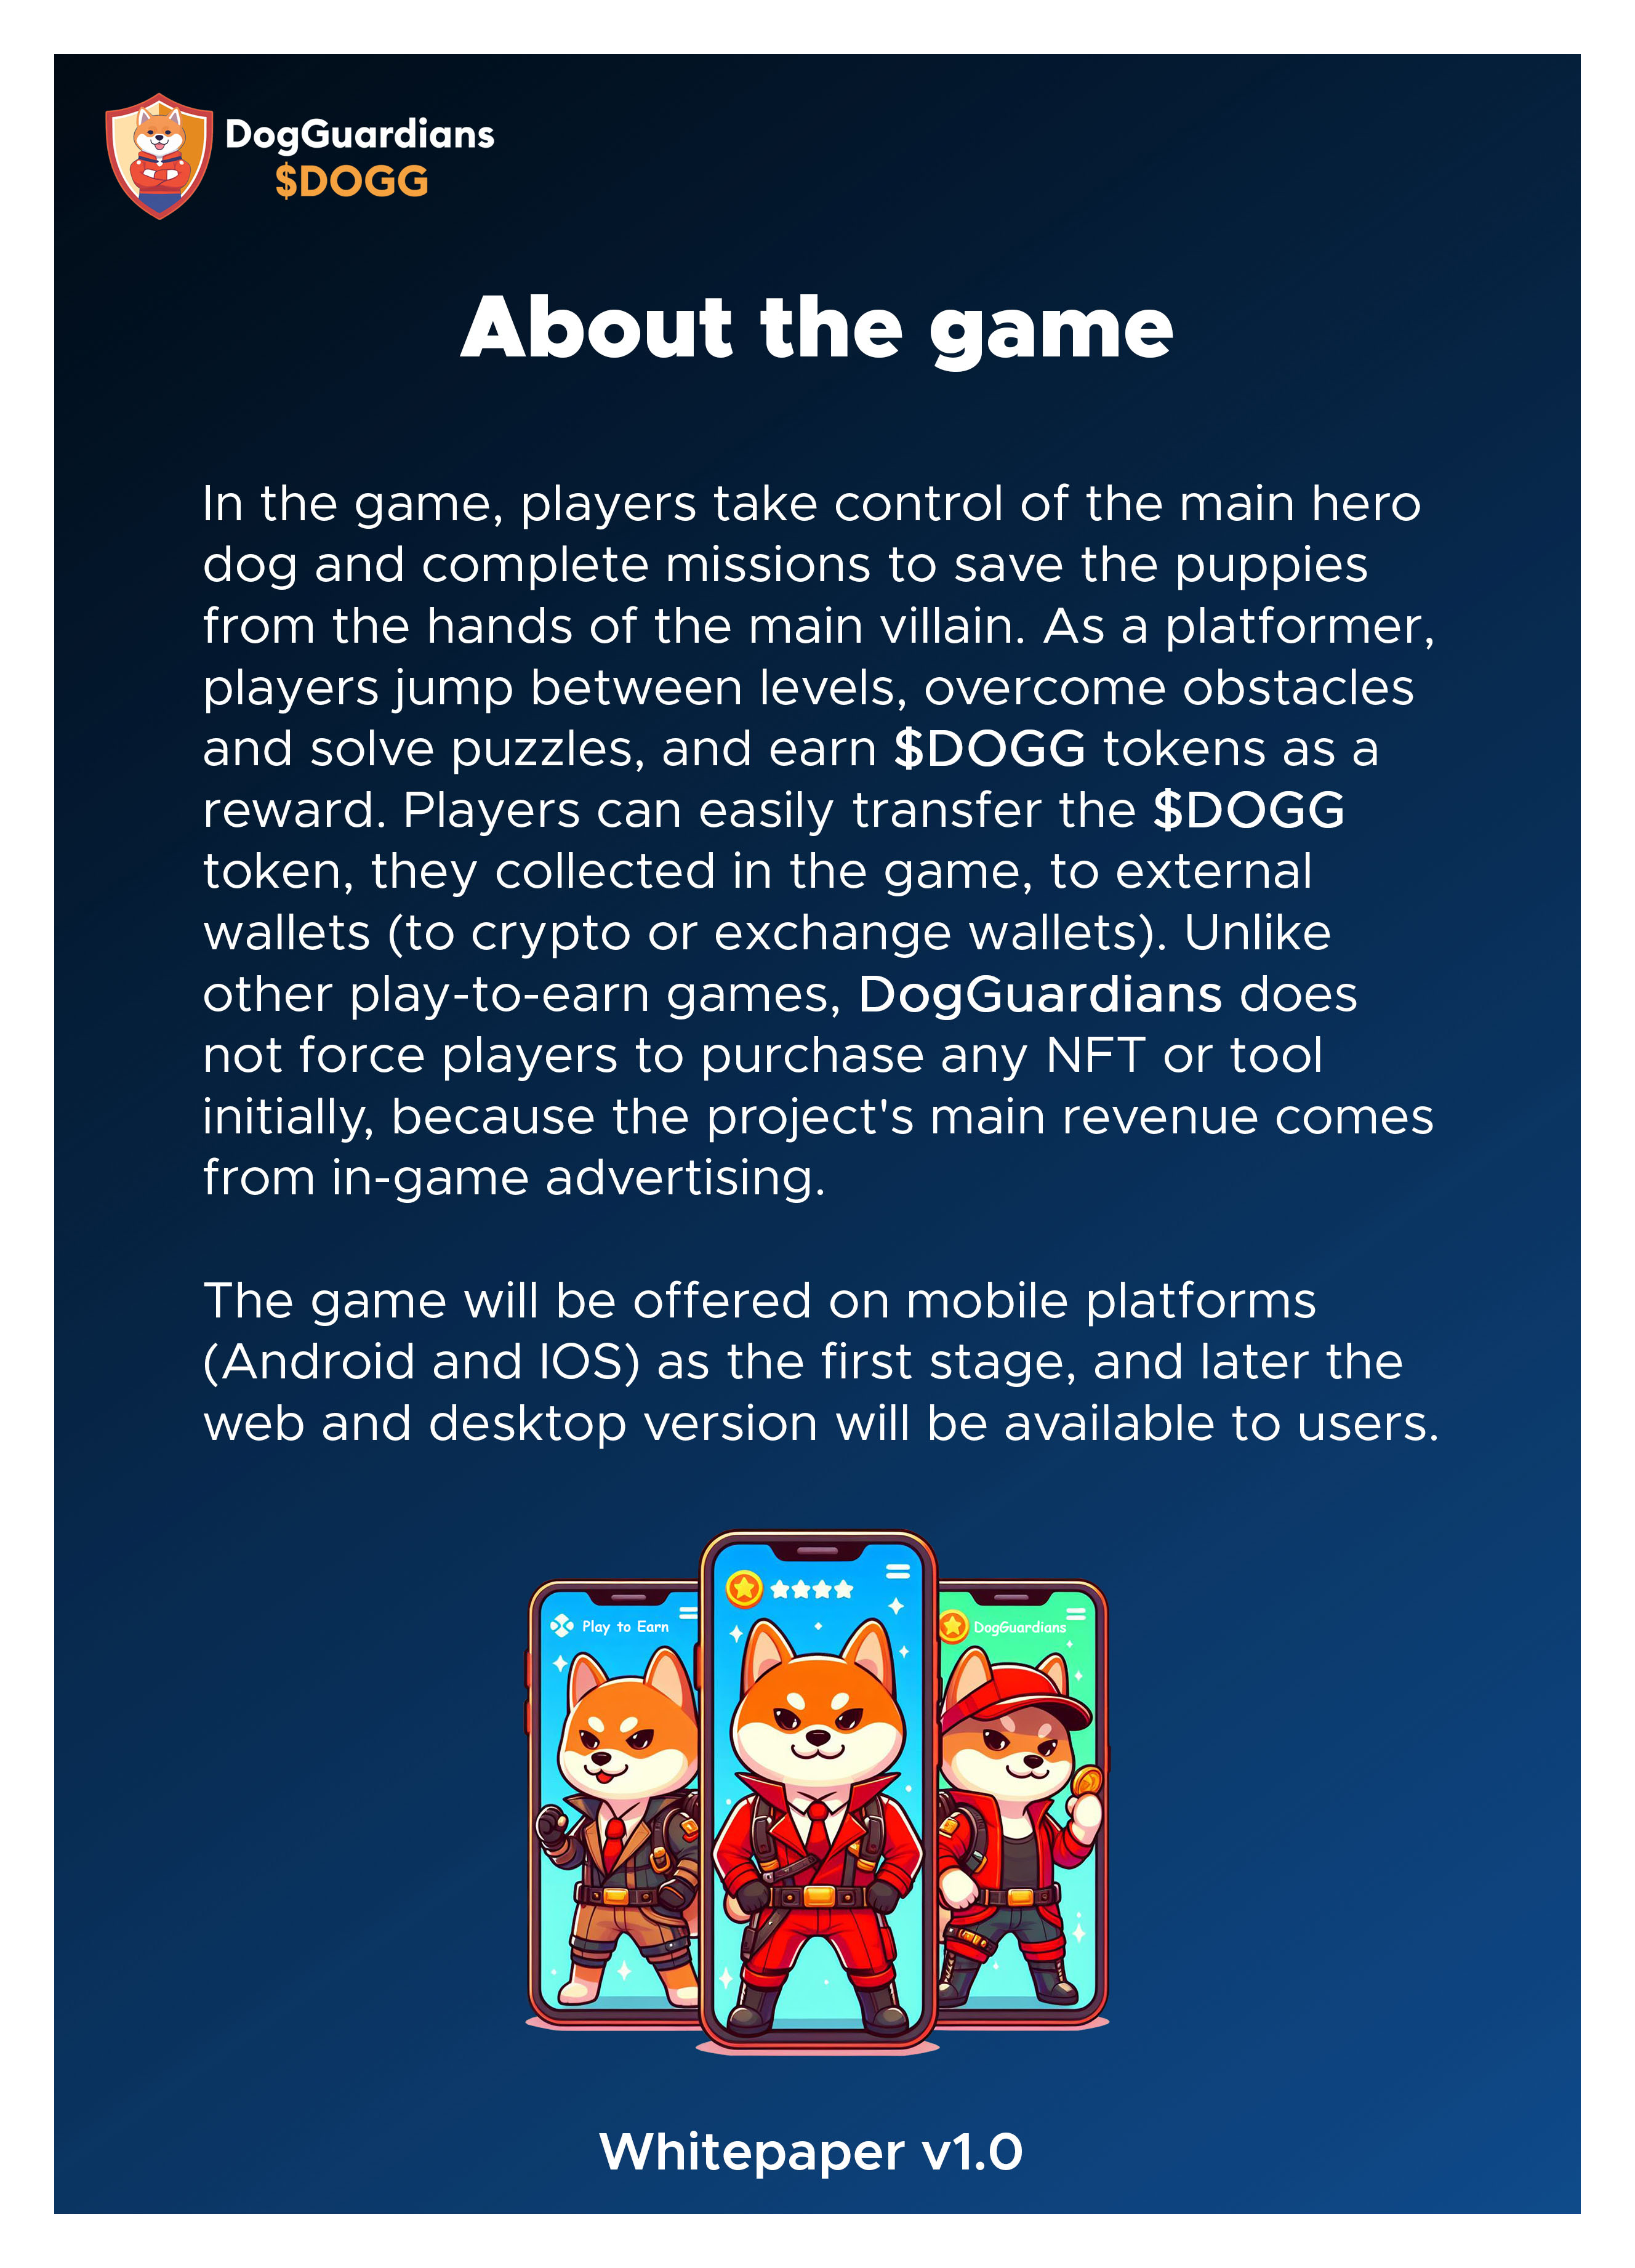 DogGuardians
$DOGG
About the game
In the game, players take control of the main hero
dog and complete missions to save the puppies
from the hands of the main villain. As a platformer,
players jump between levels, overcome obstacles
and solve puzzles, and earn $DOGG tokens as a
reward. Players can easily transfer the $DOGG
token, they collected in the game, to external
wallets (to crypto or exchange wallets). Unlike
other play-to-earn games, DogGuardians does
not force players to purchase any NFT or tool
initially, because the project's main revenue comes
from in-game advertising.
The game will be offered on mobile platforms
(Android and IOS) as the first stage, and later the
web and desktop version will be available to users.
Play to Earn
DogGuardians
Whitepaper v1.0